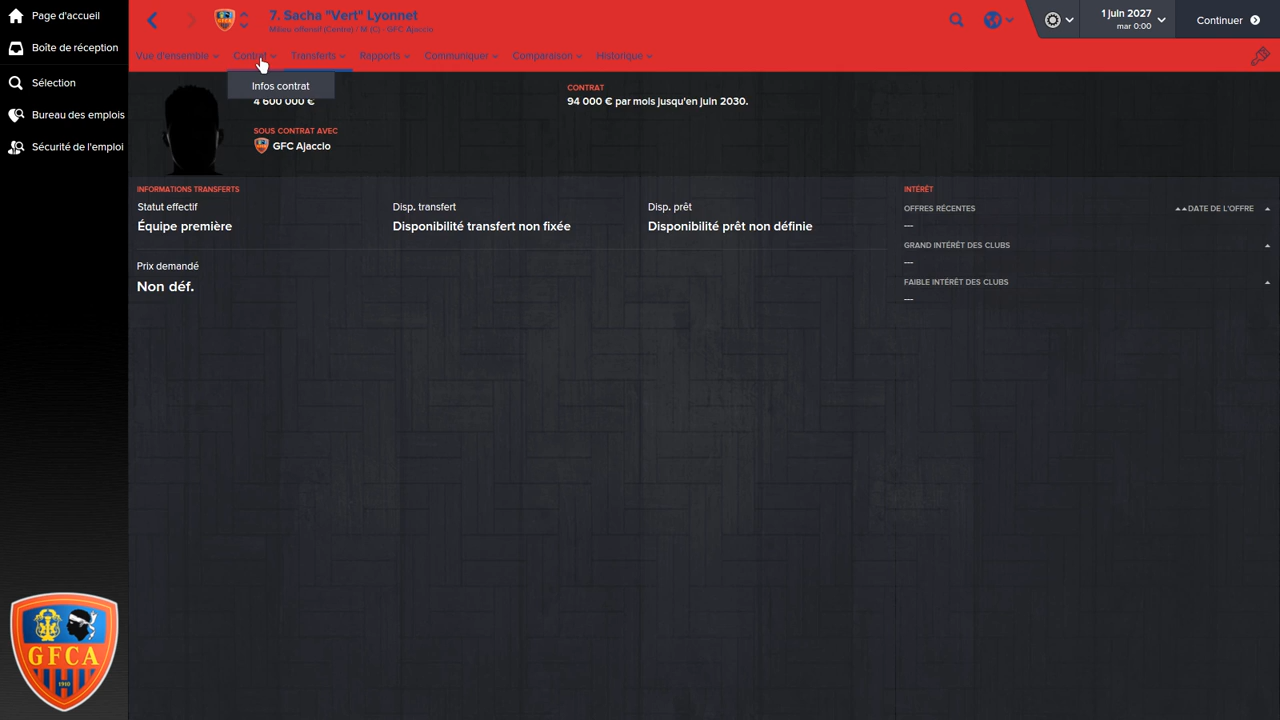 Page d'accueil
Boîte de réception
Sélection
Bureau des emplois
Sécurité de l'emploi
7. Sacha "Vert" Lyonnet
Milieu offensif (Centre) / M (C) - GFC Ajaccio
1 juin 2027
mar 0:00
Continuer
Vue d'ensemble
Contrat
Transferts
Rapports
Communiquer
Comparaison
Historique
Infos contrat
4 600 000 €
CONTRAT
94 000 € par mois jusqu'en juin 2030.
SOUS CONTRAT AVEC
GFC Ajaccio
INFORMATIONS TRANSFERTS
Statut effectif
Équipe première
Disp. transfert
Disponibilité transfert non fixée
Disp. prêt
Disponibilité prêt non définie
Prix demandé
Non déf.
INTÉRÊT
OFFRES RÉCENTES
DATE DE L'OFFRE
---
GRAND INTÉRÊT DES CLUBS
---
FAIBLE INTÉRÊT DES CLUBS
---
GFCA
1910